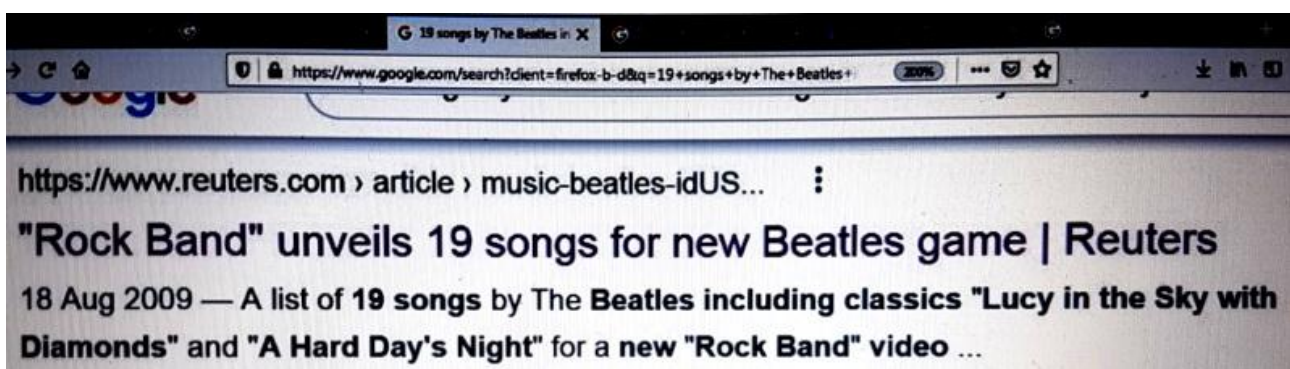 G 19 songs by The Beatles in X
https://www.google.com/search?client=firefox-b-d&q=19+songs+by+The+Beatles+ 200%
Google
https://www.reuters.com › article › music-beatles-idUS...
"Rock Band" unveils 19 songs for new Beatles game | Reuters
18 Aug 2009 — A list of 19 songs by The Beatles including classics "Lucy in the Sky with
Diamonds" and "A Hard Day's Night" for a new "Rock Band" video ...